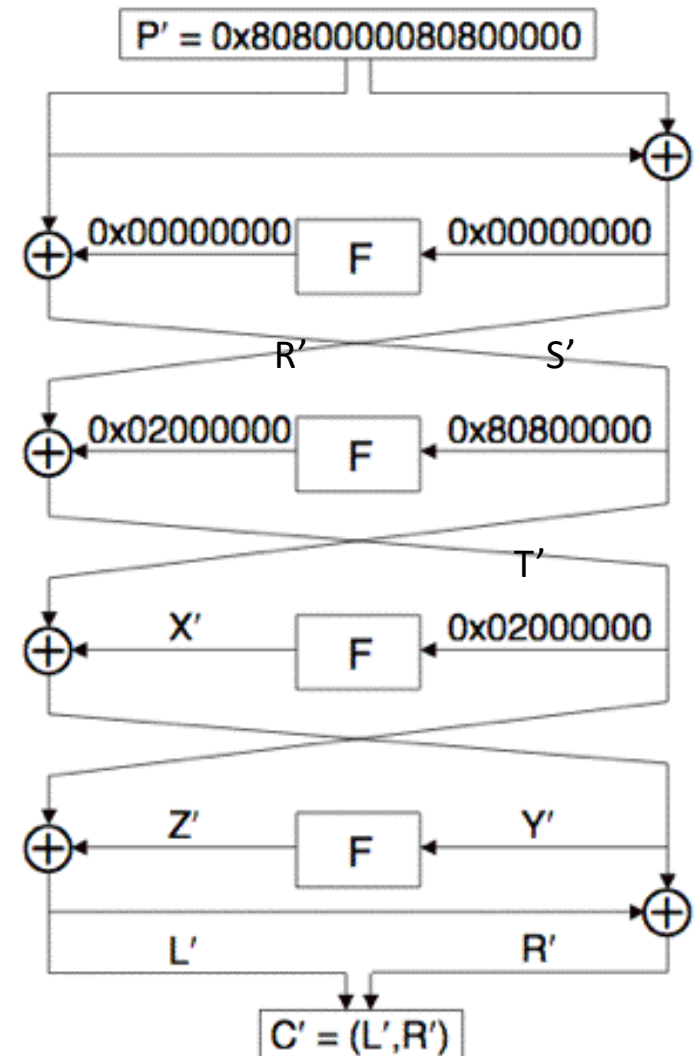 P' = 0x8080000080800000
0x00000000 F 0x00000000
R' S'
0x02000000 F 0x80800000
T'
X' F 0x02000000
Z' F Y'
L' R'
C' = (L',R')